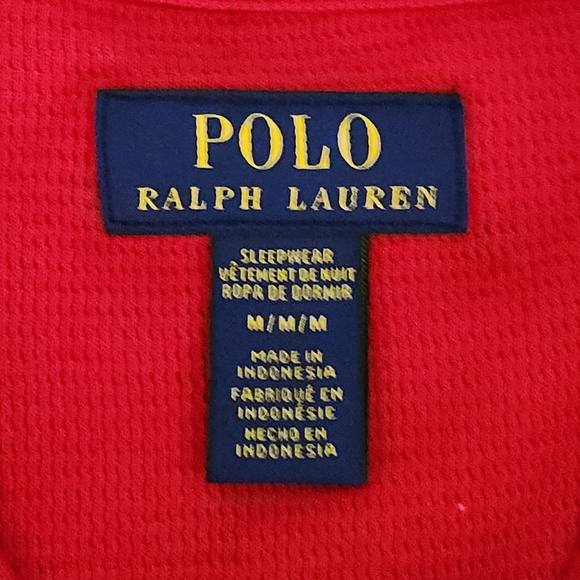 POLO
RALPH LAUREN
SLEEPWEAR
VÊTEMENT DE NUIT
ROPA DE DORMIR
M/M/M
MADE IN
INDONESIA
FABRIQUÉ EN
INDONÉSIE
HECHO EN
INDONESIA